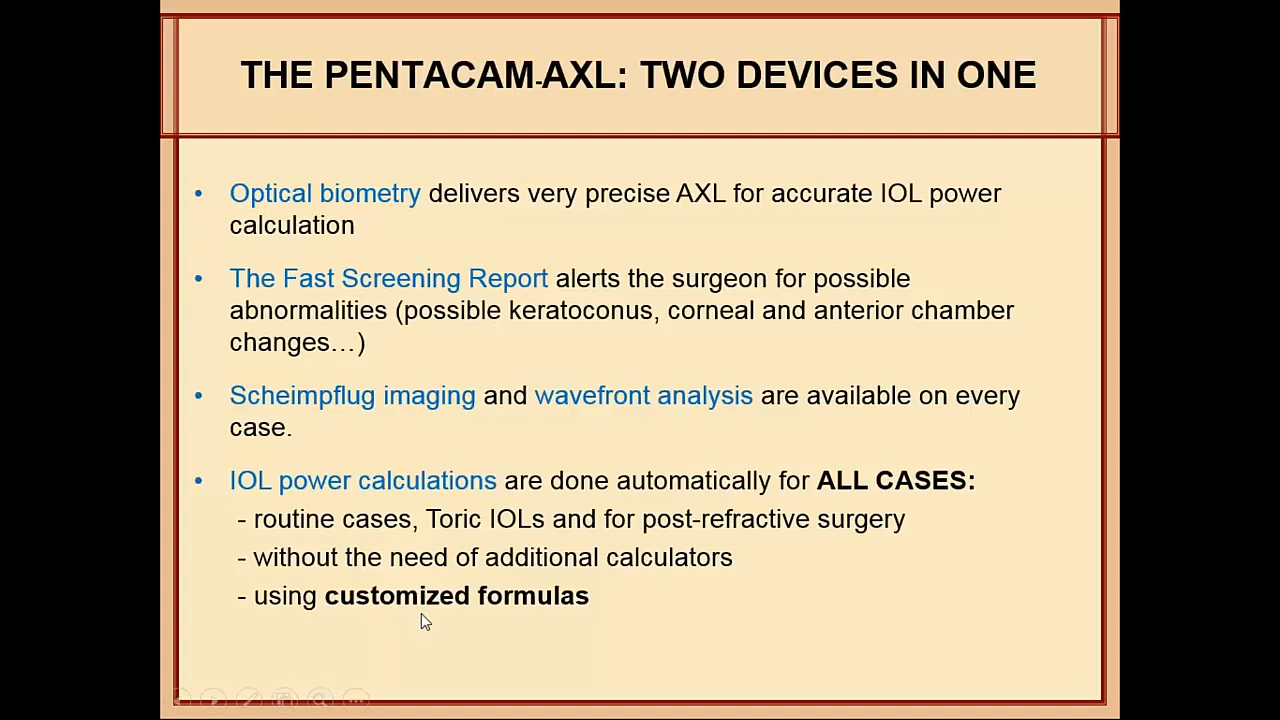 THE PENTACAM-AXL: TWO DEVICES IN ONE
• Optical biometry delivers very precise AXL for accurate IOL power
calculation
• The Fast Screening Report alerts the surgeon for possible
abnormalities (possible keratoconus, corneal and anterior chamber
changes…)
• Scheimpflug imaging and wavefront analysis are available on every
case.
• IOL power calculations are done automatically for ALL CASES:
- routine cases, Toric IOLs and for post-refractive surgery
- without the need of additional calculators
- using customized formulas